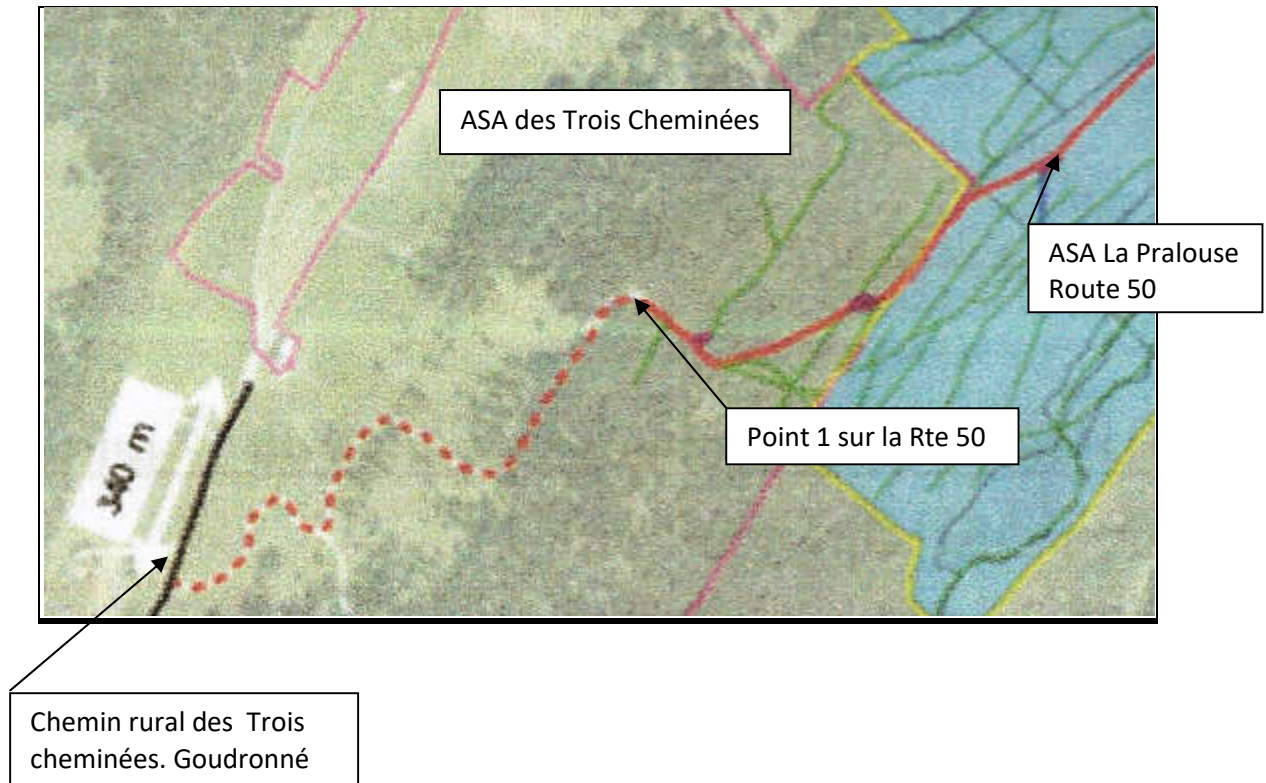 ASA des Trois Cheminées
ASA La Pralouse
Route 50
Point 1 sur la Rte 50
340 m
Chemin rural des Trois
cheminées. Goudronné